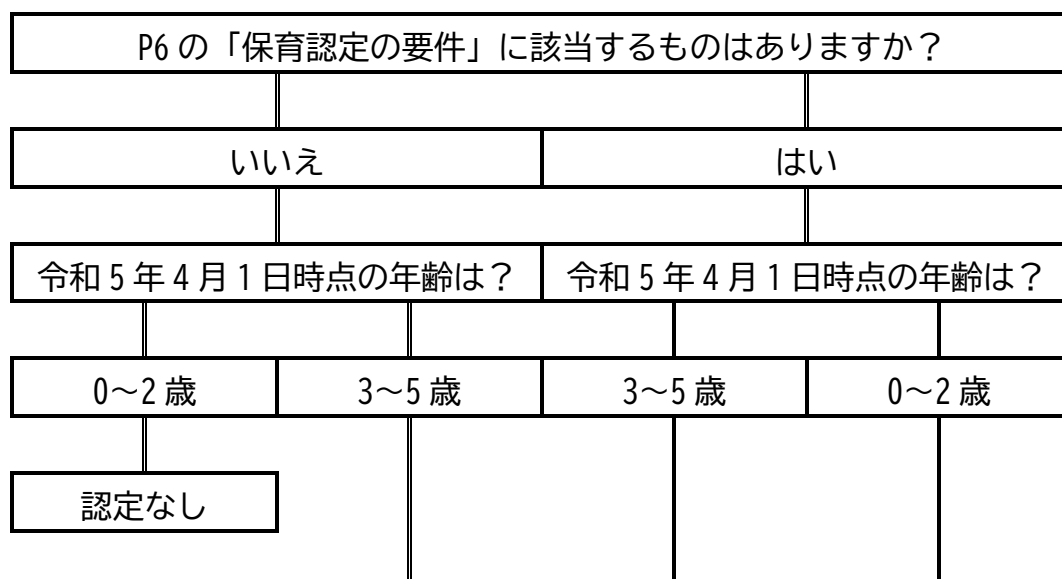 P6の「保育認定の要件」に該当するものはありますか？
いいえ
はい
令和5年4月1日時点の年齢は？
令和5年4月1日時点の年齢は？
0～2歳
3～5歳
3～5歳
0～2歳
認定なし